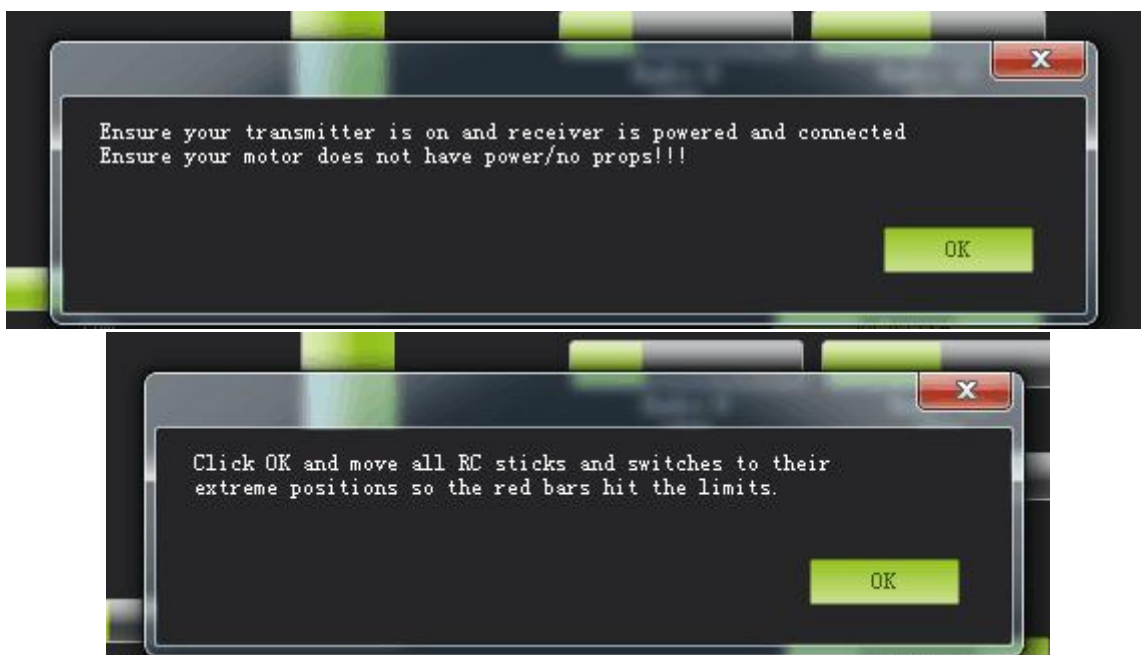 Ensure your transmitter is on and receiver is powered and connected
Ensure your motor does not have power/no props!!!
OK
Click OK and move all RC sticks and switches to their
extreme positions so the red bars hit the limits.
OK